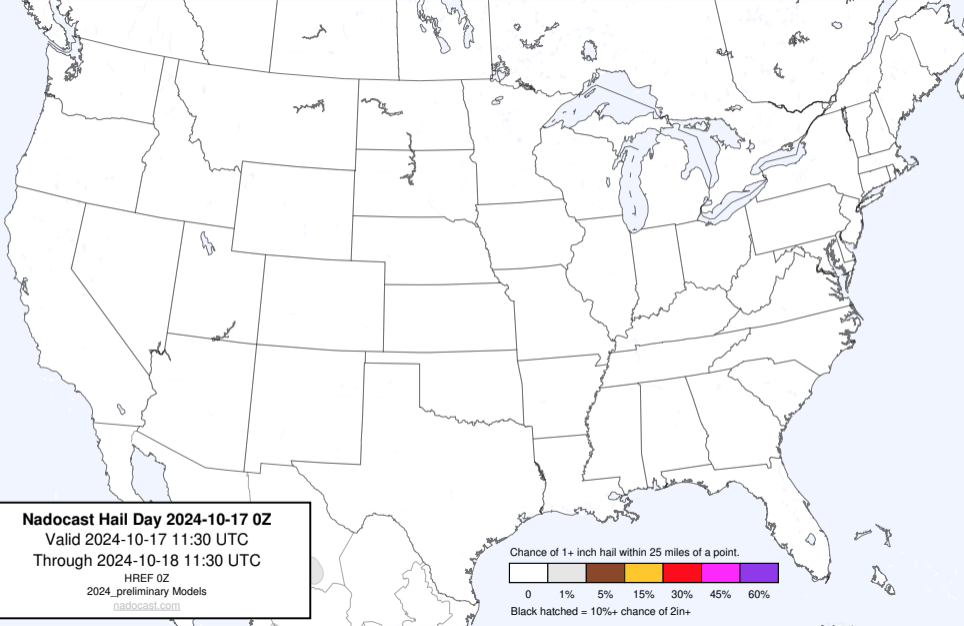 Nadocast Hail Day 2024-10-17 0Z
Valid 2024-10-17 11:30 UTC
Through 2024-10-18 11:30 UTC
HREF 0Z
2024_preliminary Models
nadocast.com
Chance of 1+ inch hail within 25 miles of a point.
0 1% 5% 15% 30% 45% 60%
Black hatched = 10%+ chance of 2in+